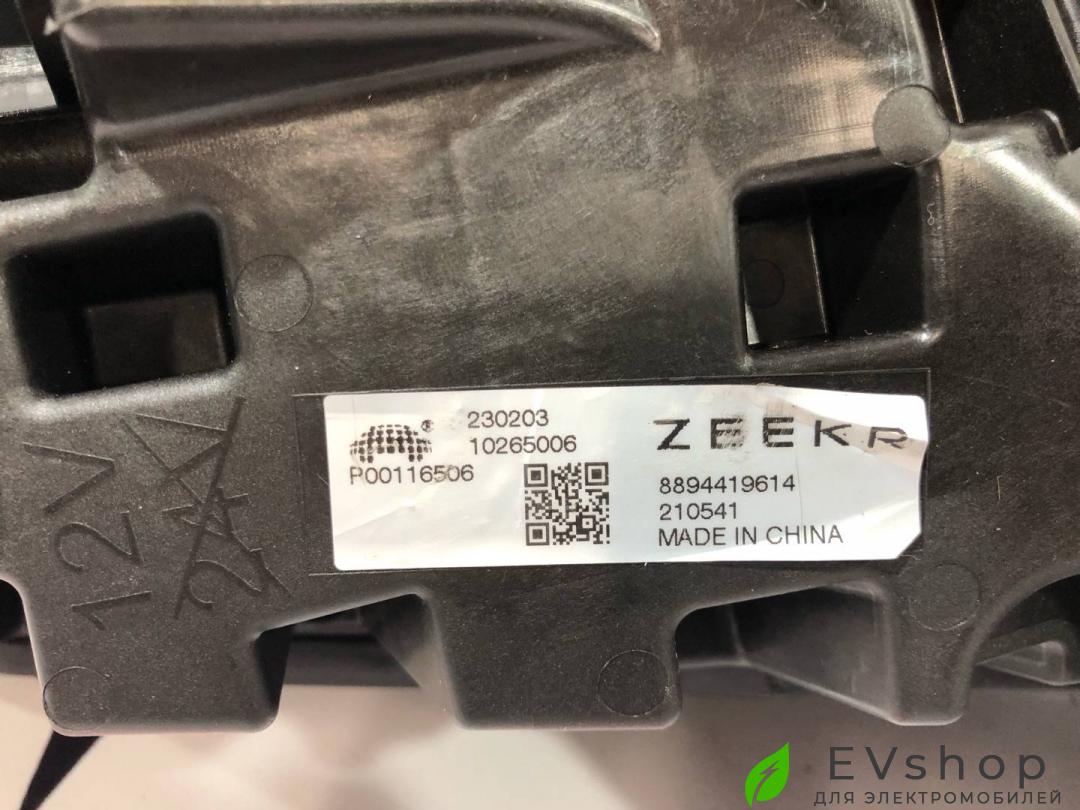 230203
10265006
P00116506
ZEEKR
8894419614
210541
MADE IN CHINA
12V
24V
EVshop
ДЛЯ ЭЛЕКТРОМОБИЛЕЙ